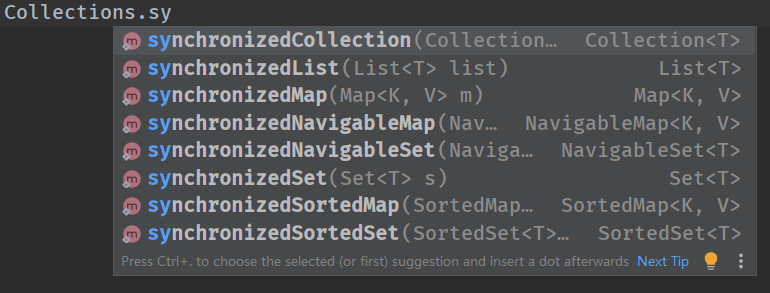 Collections.sy
m synchronizedCollection(Collection… Collection<T>
m synchronizedList(List<T> list) List<T>
m synchronizedMap(Map<K, V> m) Map<K, V>
m synchronizedNavigableMap(Nav… NavigableMap<K, V>
m synchronizedNavigableSet(Naviga… NavigableSet<T>
m synchronizedSet(Set<T> s) Set<T>
m synchronizedSortedMap(SortedMap… SortedMap<K, V>
m synchronizedSortedSet(SortedSet<T>… SortedSet<T>
Press Ctrl+. to choose the selected (or first) suggestion and insert a dot afterwards Next Tip